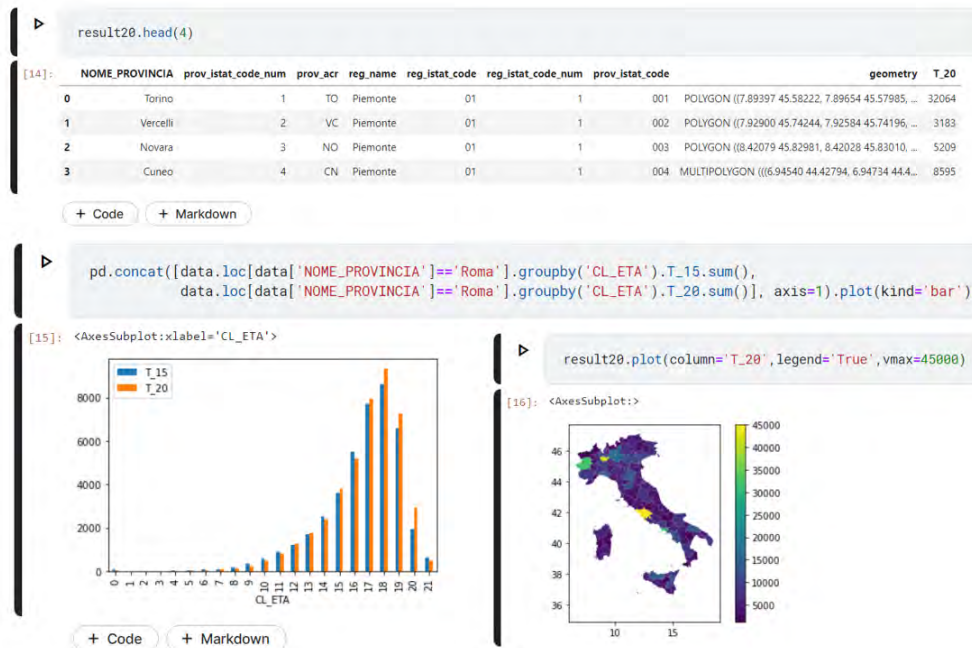 result20.head(4)
[14]:
NOME_PROVINCIA prov_istat_code_num prov_acr reg_name reg_istat_code reg_istat_code_num prov_istat_code geometry T_20
0 Torino 1 TO Piemonte 01 1 001 POLYGON ((7.89397 45.58222, 7.89654 45.57985, ... 32064
1 Vercelli 2 VC Piemonte 01 1 002 POLYGON ((7.92900 45.74244, 7.92584 45.74196, ... 3183
2 Novara 3 NO Piemonte 01 1 003 POLYGON ((8.42079 45.82981, 8.42028 45.83010, ... 5209
3 Cuneo 4 CN Piemonte 01 1 004 MULTIPOLYGON (((6.94540 44.42794, 6.94734 44.4... 8595
+ Code + Markdown
pd.concat([data.loc[data['NOME_PROVINCIA']=='Roma'].groupby('CL_ETA').T_15.sum(),
data.loc[data['NOME_PROVINCIA']=='Roma'].groupby('CL_ETA').T_20.sum()], axis=1).plot(kind='bar')
[15]: <AxesSubplot:xlabel='CL_ETA'>
T_15
T_20
8000
6000
4000
2000
0
0 1 2 3 4 5 6 7 8 9 10 11 12 13 14 15 16 17 18 19 20 21
CL_ETA
+ Code + Markdown
result20.plot(column='T_20',legend='True',vmax=45000)
[16]: <AxesSubplot:>
46
44
42
40
38
36
10 15
45000
40000
35000
30000
25000
20000
15000
10000
5000